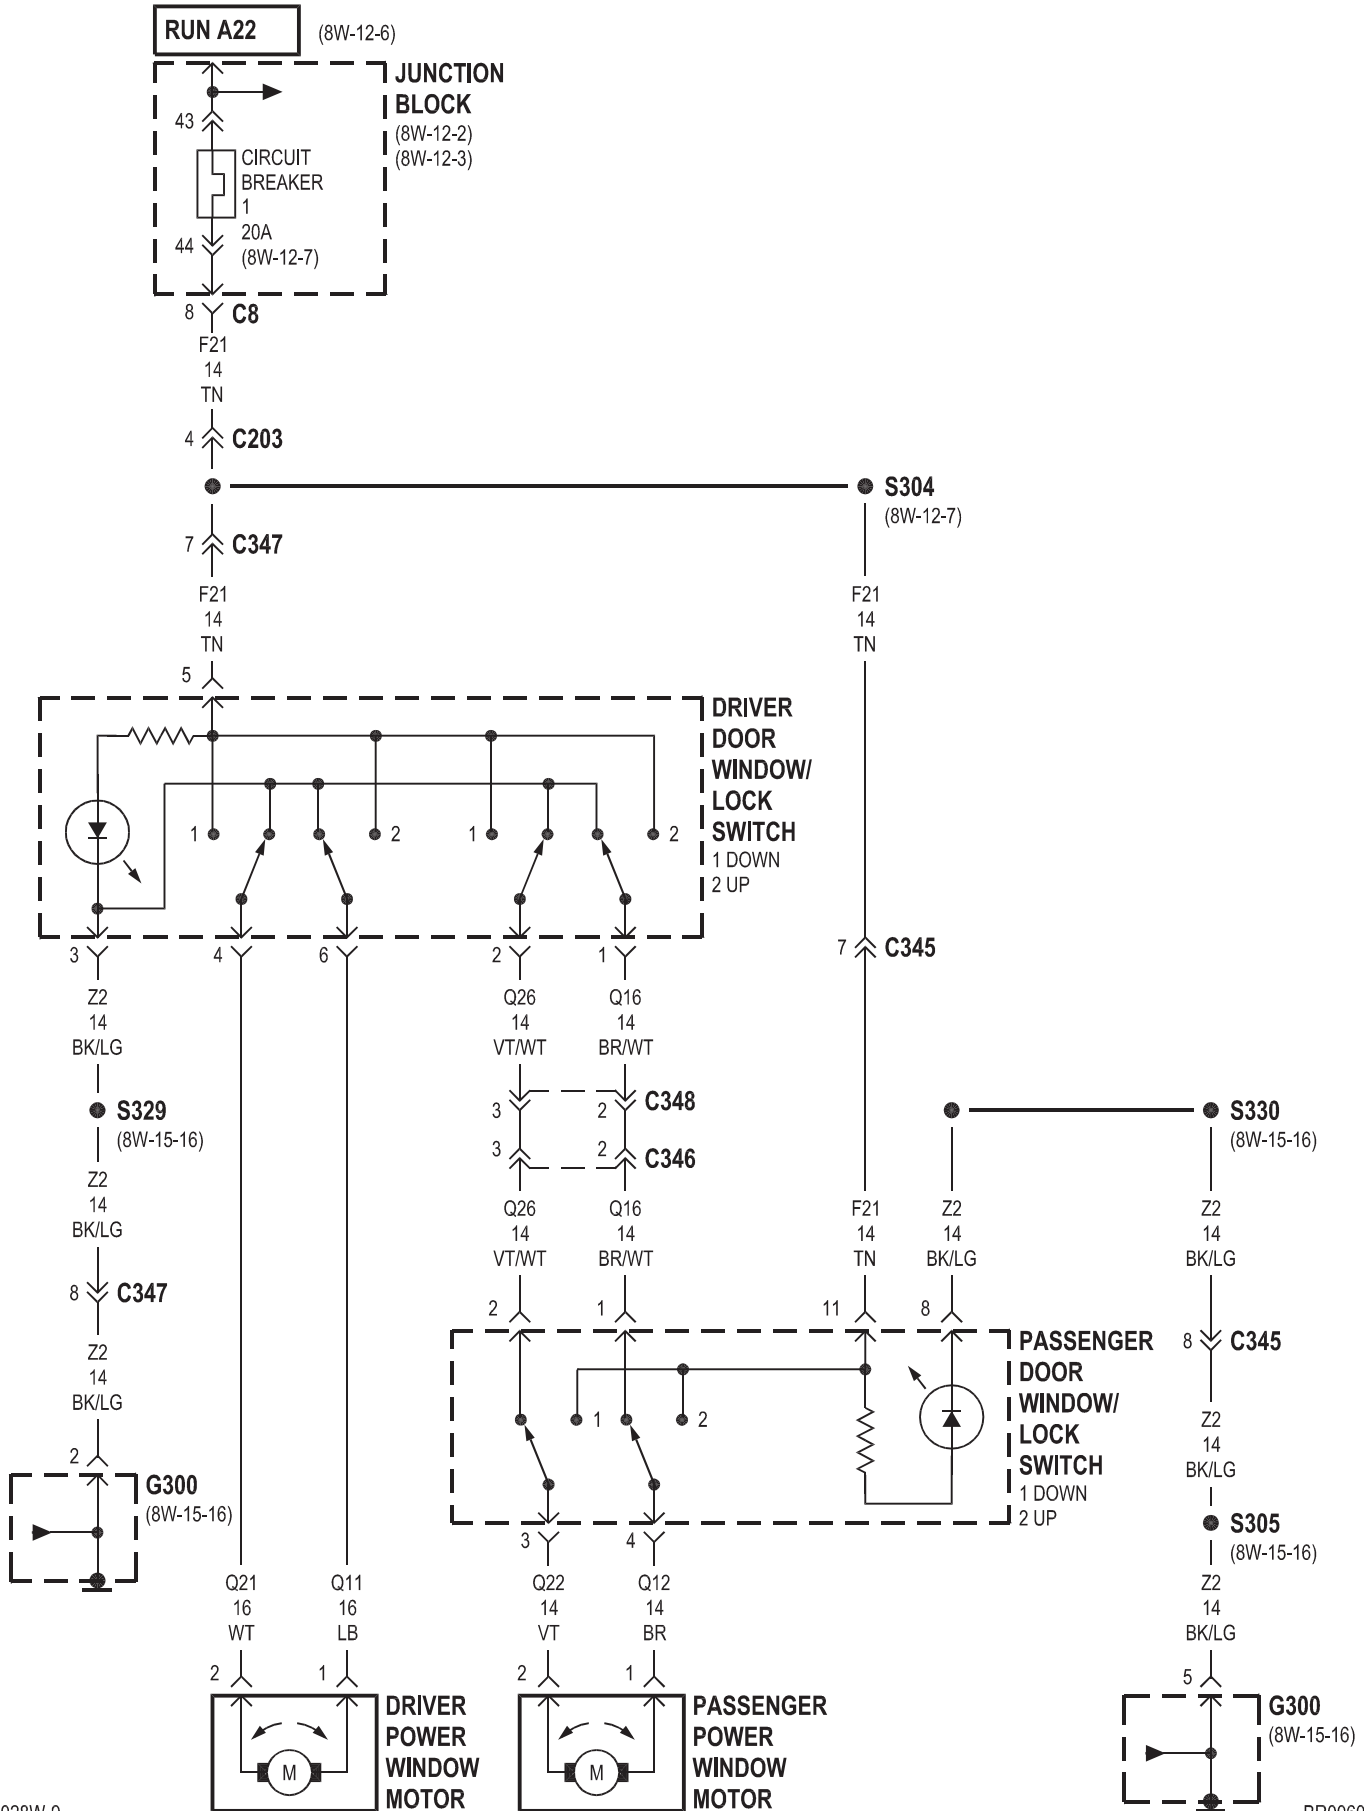 RUN A22
(8W-12-6)
JUNCTION
BLOCK
(8W-12-2)
(8W-12-3)
43
CIRCUIT
BREAKER
1
20A
(8W-12-7)
44
8
C8
F21
14
TN
4
C203
S304
(8W-12-7)
7
C347
F21
14
TN
F21
14
TN
5
DRIVER
DOOR
WINDOW/
LOCK
SWITCH
1 DOWN
2 UP
1
2
1
2
3
4
6
2
1
7
C345
Z2
14
BK/LG
Q26
14
VT/WT
Q16
14
BR/WT
3
2
C348
3
2
C346
S329
(8W-15-16)
S330
(8W-15-16)
Z2
14
BK/LG
Q26
14
VT/WT
Q16
14
BR/WT
F21
14
TN
Z2
14
BK/LG
Z2
14
BK/LG
8
C347
2
1
11
8
8
C345
PASSENGER
DOOR
WINDOW/
LOCK
SWITCH
1 DOWN
2 UP
1
2
Z2
14
BK/LG
Z2
14
BK/LG
2
G300
(8W-15-16)
S305
(8W-15-16)
3
4
Q21
16
WT
Q11
16
LB
Q22
14
VT
Q12
14
BR
Z2
14
BK/LG
2
1
2
1
5
DRIVER
POWER
WINDOW
MOTOR
M
PASSENGER
POWER
WINDOW
MOTOR
M
G300
(8W-15-16)